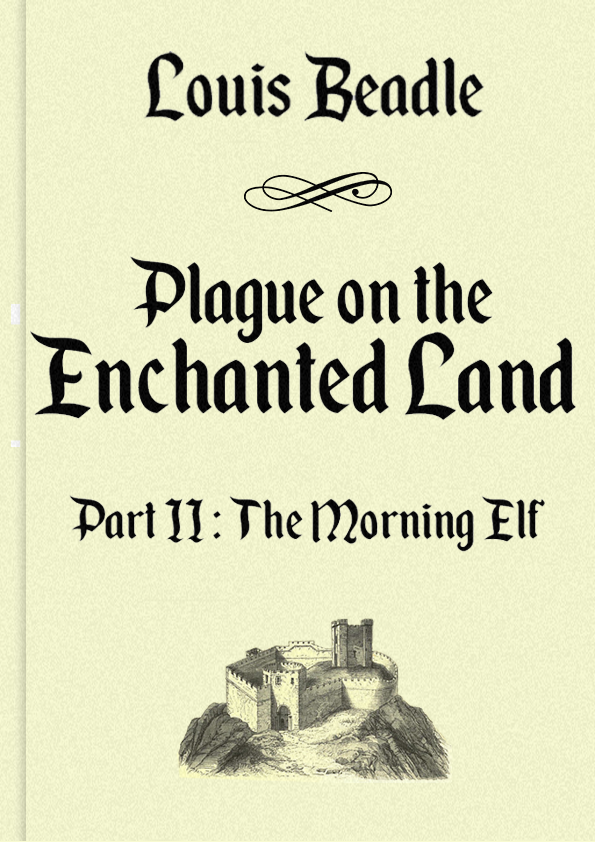 Louis Beadle
Plague on the
Enchanted Land
Part II : The Morning Elf